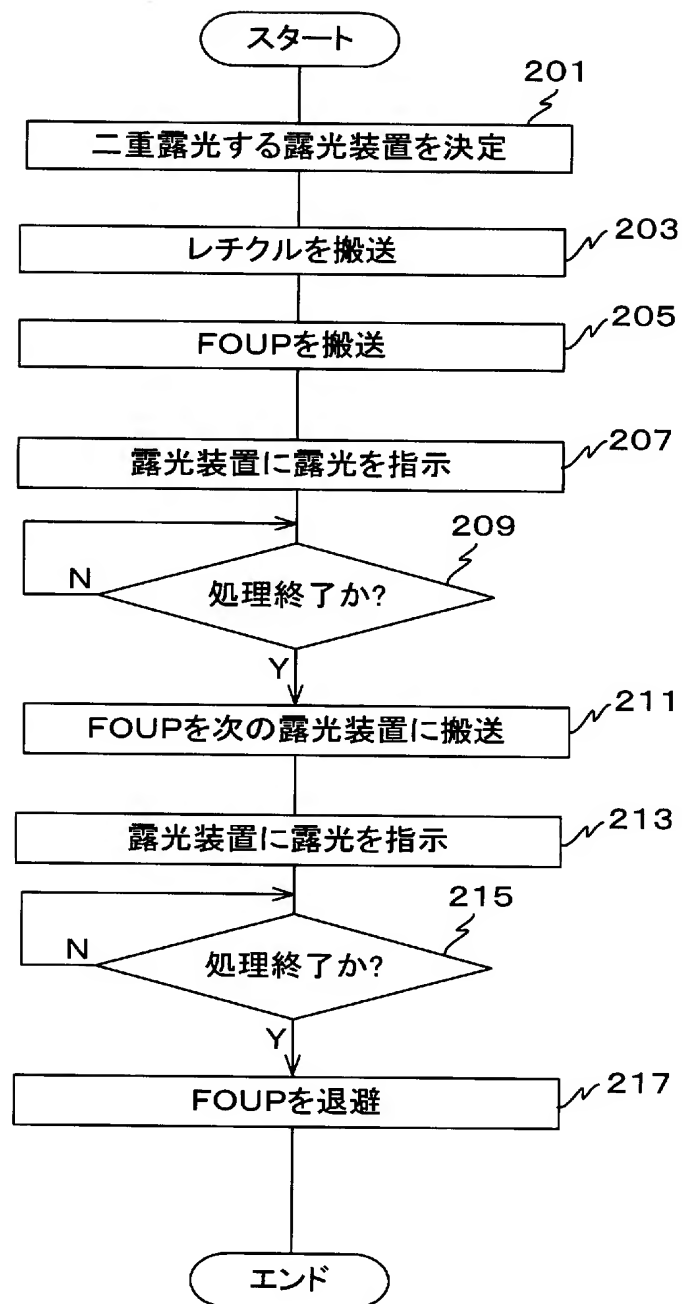 スタート
201
二重露光する露光装置を決定
203
レチクルを搬送
205
FOUPを搬送
207
露光装置に露光を指示
209
処理終了か?
N
Y
211
FOUPを次の露光装置に搬送
213
露光装置に露光を指示
215
処理終了か?
N
Y
217
FOUPを退避
エンド